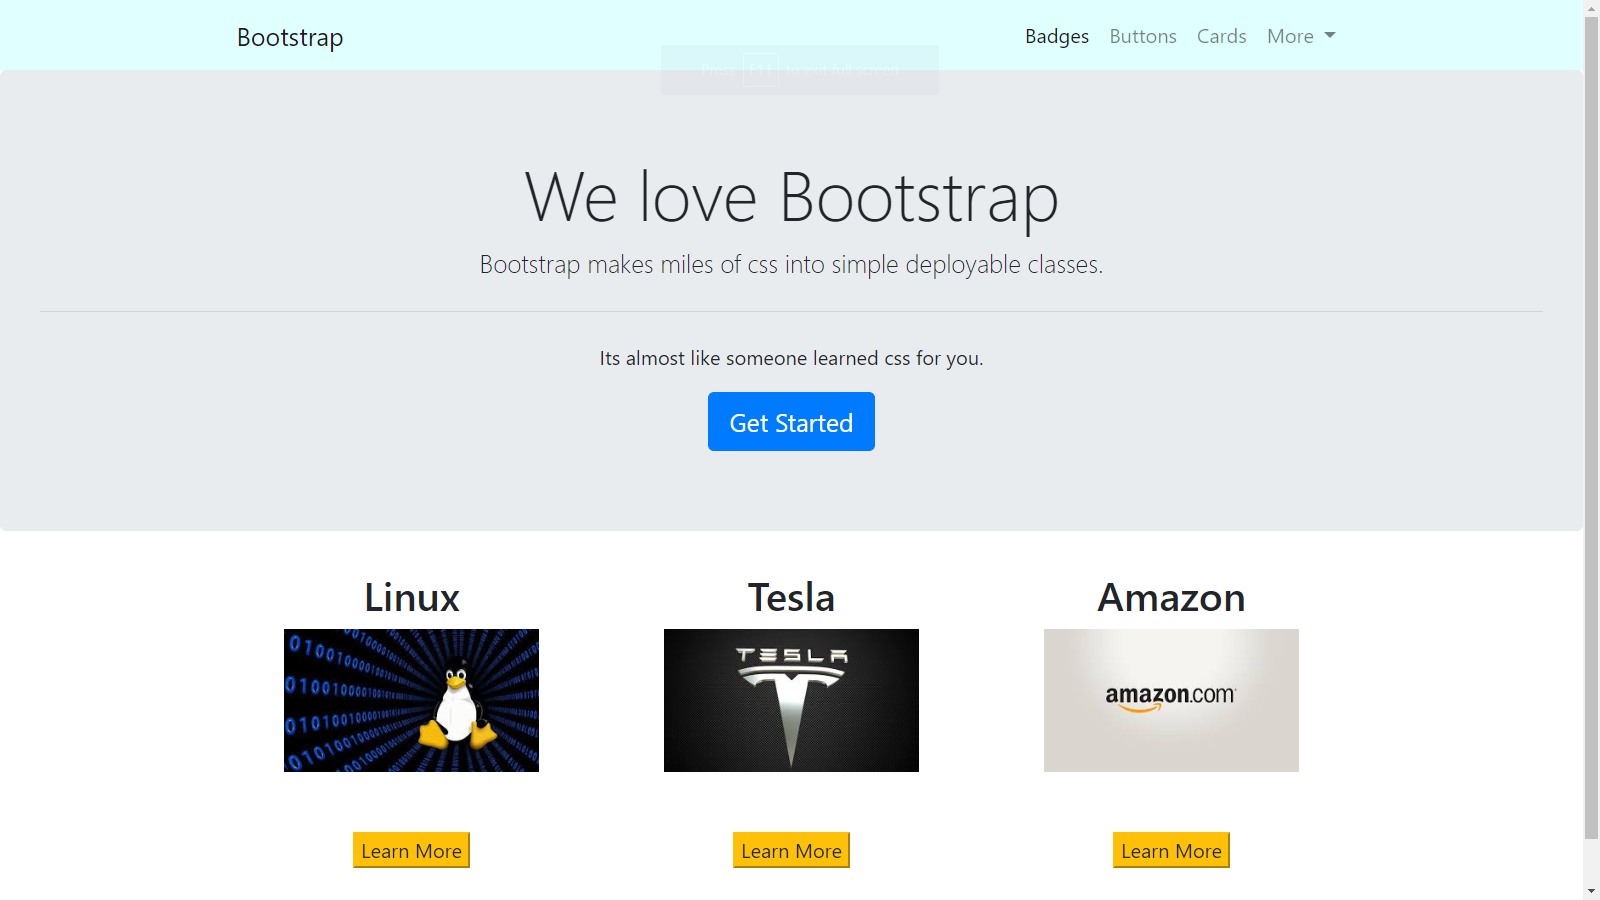 Bootstrap
Badges Buttons Cards More
Press F11 to exit full screen
We love Bootstrap
Bootstrap makes miles of css into simple deployable classes.
Its almost like someone learned css for you.
Get Started
Linux Tesla Amazon
TESLA
amazon.com
Learn More Learn More Learn More